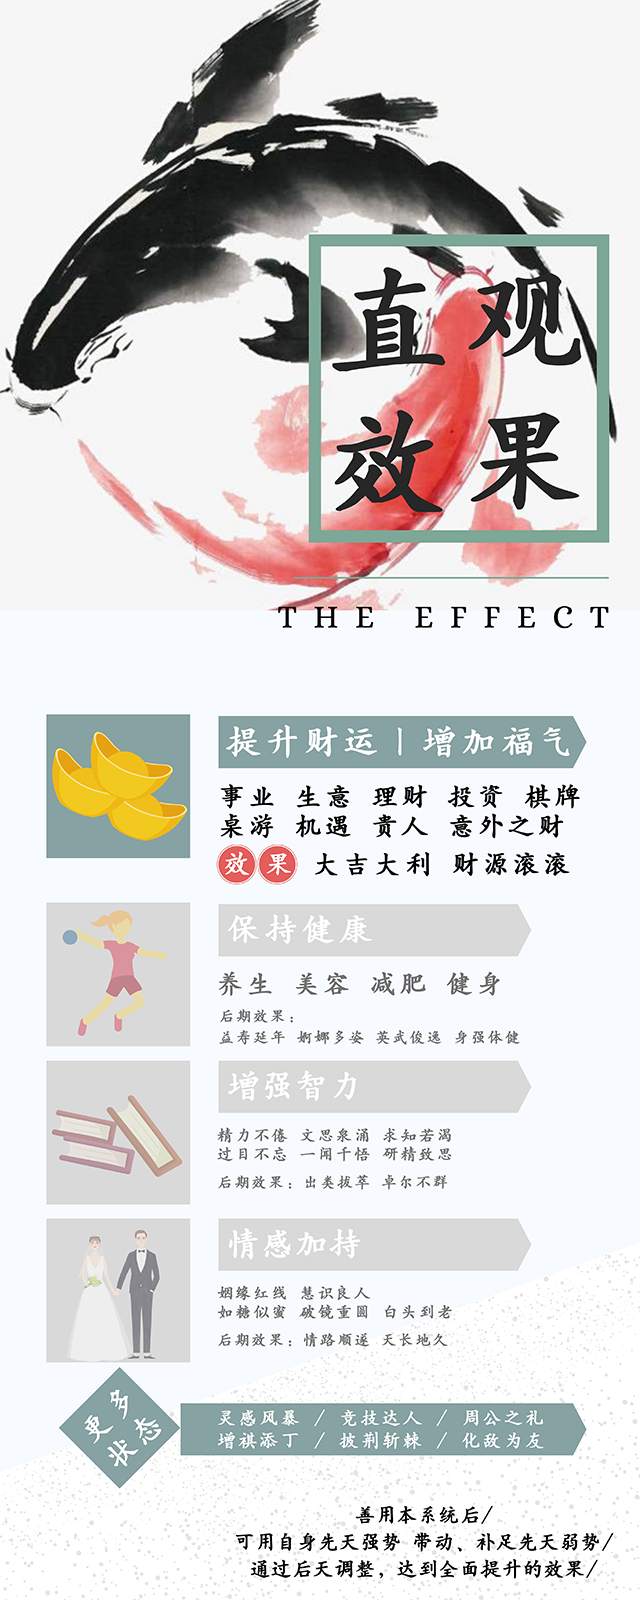 直观
效果
THE EFFECT
提升财运 | 增加福气
事业 生意 理财 投资 棋牌
桌游 机遇 贵人 意外之财
效果 大吉大利 财源滚滚
保持健康
养生 美容 减肥 健身
后期效果：
益寿延年 婀娜多姿 英武俊逸 身强体健
增强智力
精力不倦 文思泉涌 求知若渴
过目不忘 一闻千悟 研精致思
后期效果：出类拔萃 卓尔不群
情感加持
姻缘红线 慧识良人
如糖似蜜 破镜重圆 白头到老
后期效果：情路顺遂 天长地久
更多
状态
灵感风暴 / 竞技达人 / 周公之礼
增祺添丁 / 披荆斩棘 / 化敌为友
善用本系统后/
可用自身先天强势 带动、补足先天弱势/
通过后天调整，达到全面提升的效果/